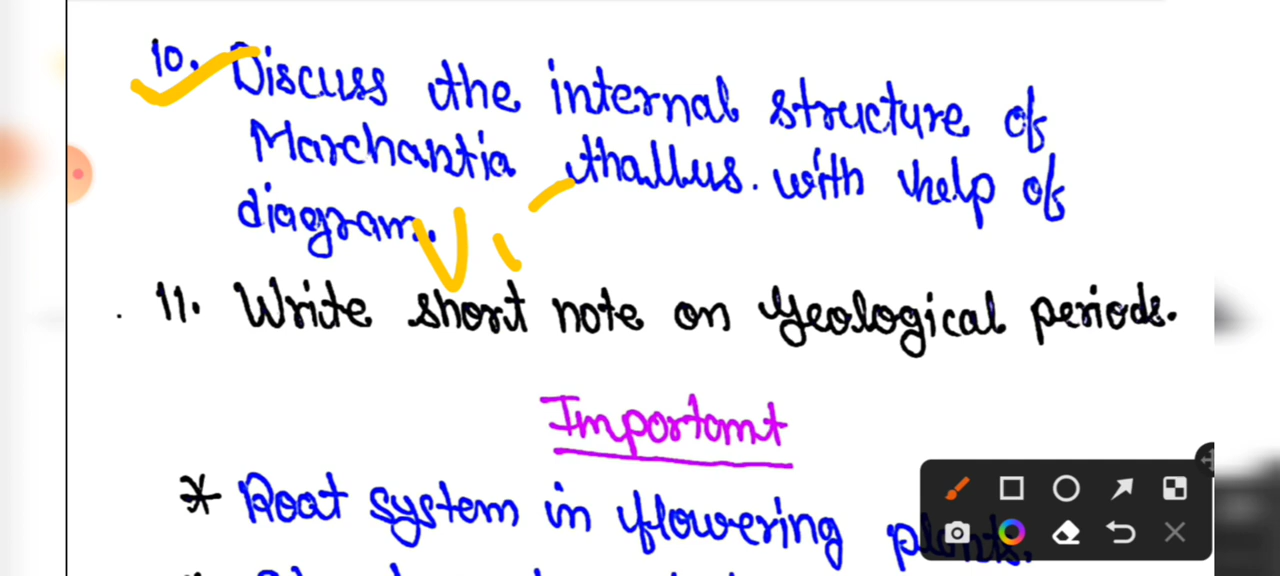 10. Discuss the internal structure of
Marchantia thallus. with help of
diagram.
11. Write short note on Geological periods.
Important
* Root system in flowering plants.